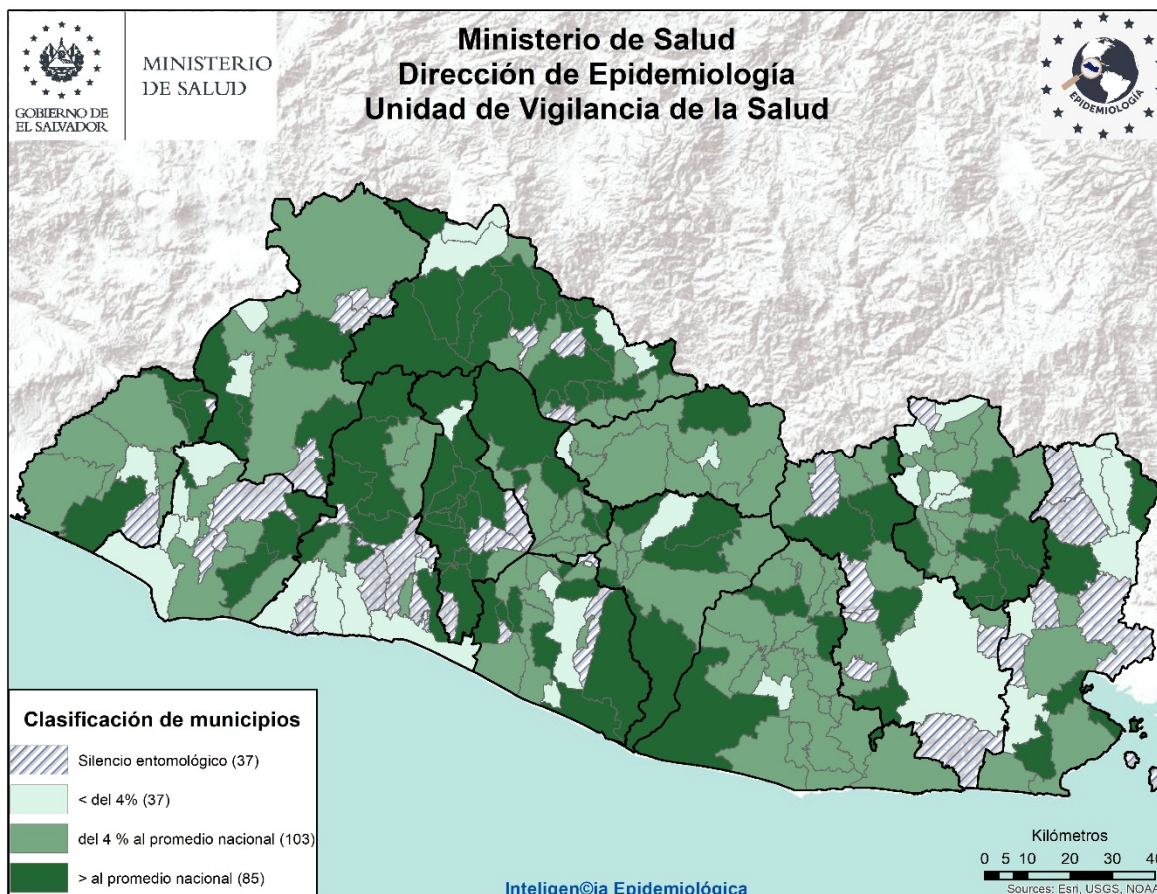 Ministerio de Salud
Dirección de Epidemiología
Unidad de Vigilancia de la Salud
GOBIERNO DE
EL SALVADOR
MINISTERIO
DE SALUD
EPIDEMIOLOGÍA
Clasificación de municipios
Silencio entomológico (37)
< del 4% (37)
del 4 % al promedio nacional (103)
> al promedio nacional (85)
Kilómetros
0 5 10 20 30 40
Sources: Esri, USGS, NOAA
Inteligen©ia Epidemiológica